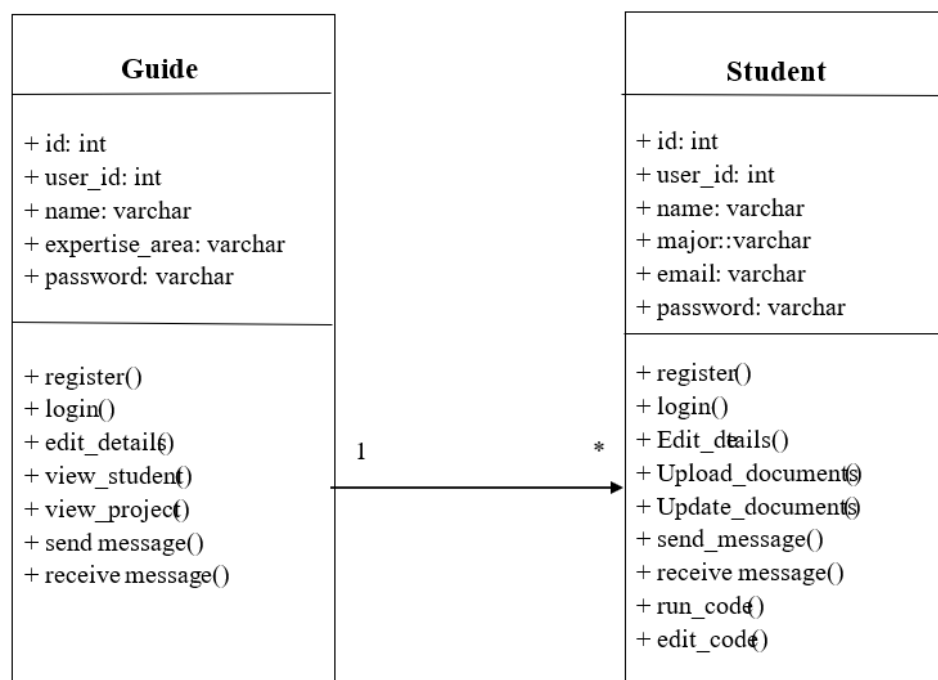 Guide
+ id: int
+ user_id: int
+ name: varchar
+ expertise_area: varchar
+ password: varchar
+ register()
+ login()
+ edit_details()
+ view_student()
+ view_project()
+ send message()
+ receive message()
1
*
Student
+ id: int
+ user_id: int
+ name: varchar
+ major::varchar
+ email: varchar
+ password: varchar
+ register()
+ login()
+ Edit_details()
+ Upload_documents()
+ Update_documents()
+ send_message()
+ receive message()
+ run_code()
+ edit_code()